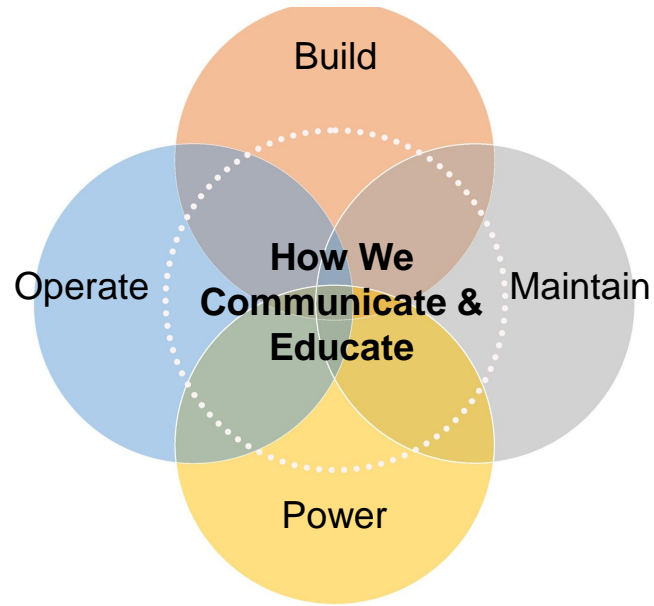 Build
Operate
How We
Communicate &
Educate
Maintain
Power